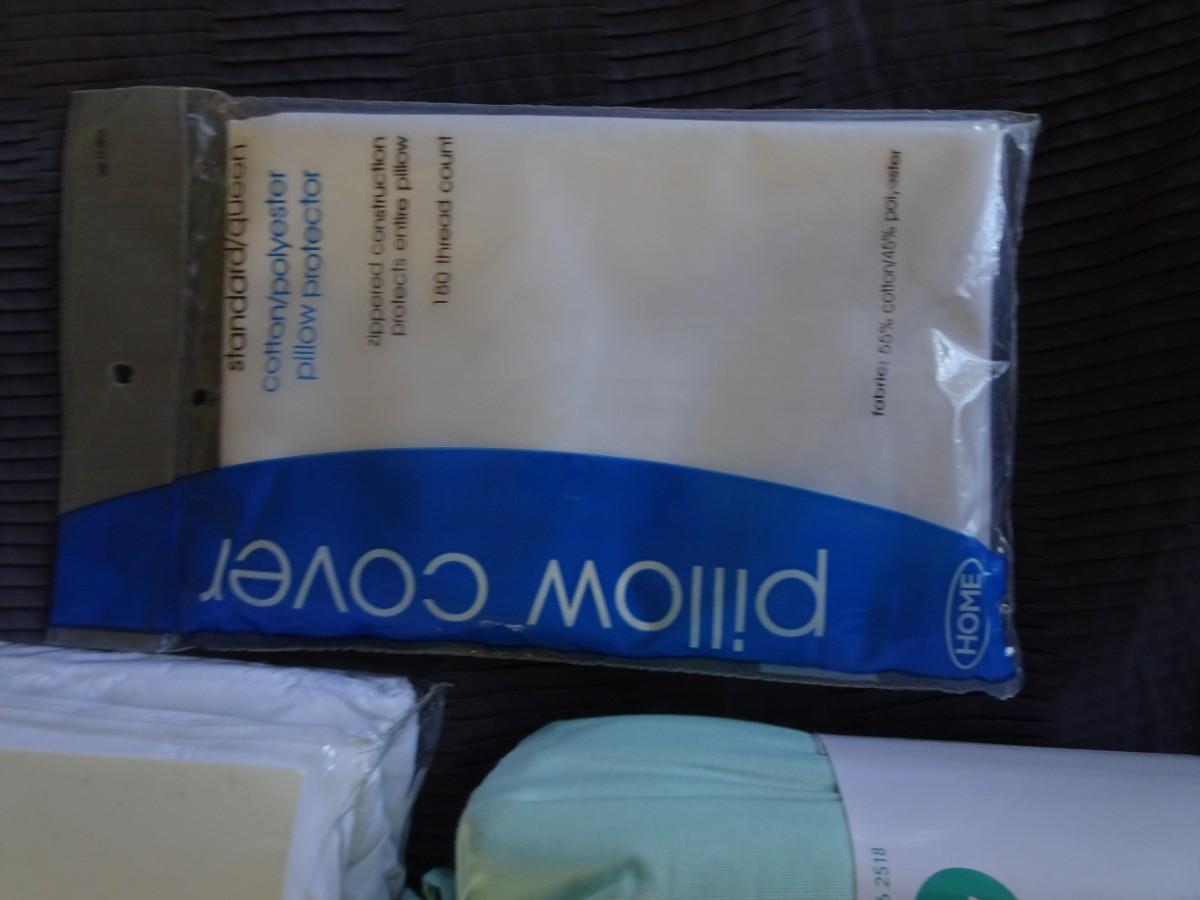 standard/queen
cotton/polyester
pillow protector
zippered construction
protects entire pillow
180 thread count
fabric: 55% cotton/45% polyester
pillow cover
HOME
2518